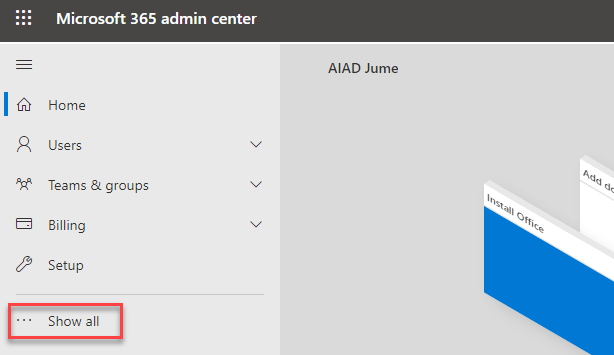 Microsoft 365 admin center
AIAD Jume
Home
Users
Teams & groups
Billing
Setup
Show all
Install Office
Add do